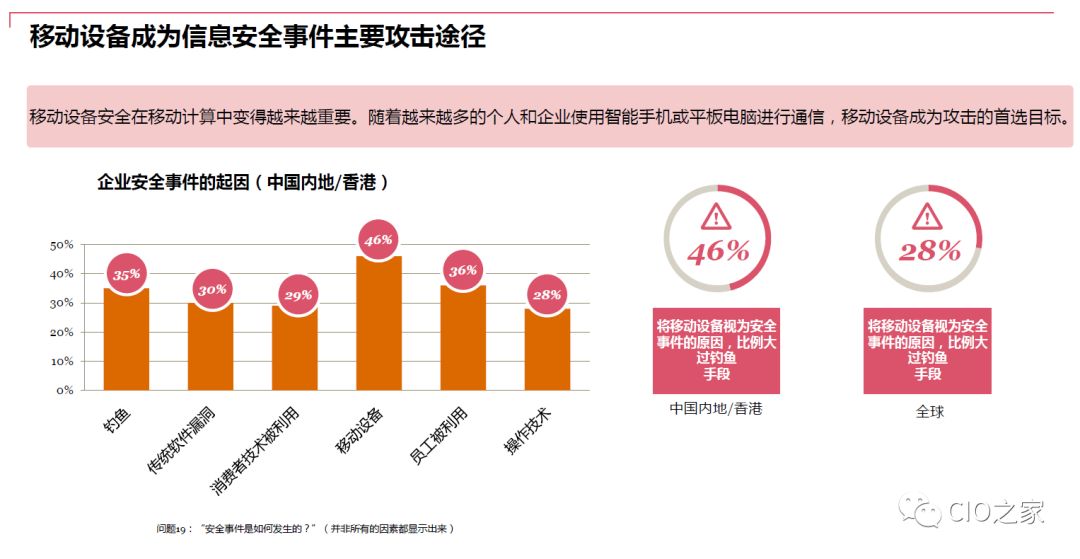 移动设备成为信息安全事件主要攻击途径
移动设备安全在移动计算中变得越来越重要。随着越来越多的个人和企业使用智能手机或平板电脑进行通信，移动设备成为攻击的首选目标。
企业安全事件的起因（中国内地/香港）
50%
40%
30%
20%
10%
0%
35%
30%
29%
46%
36%
28%
钓鱼
传统软件漏洞
消费者技术被利用
移动设备
员工被利用
操作技术
46%
将移动设备视为安全
事件的原因，比例大
过钓鱼
手段
中国内地/香港
28%
将移动设备视为安全
事件的原因，比例大
过钓鱼
手段
全球
问题19：“安全事件是如何发生的？”（并非所有的因素都显示出来）
CIO之家